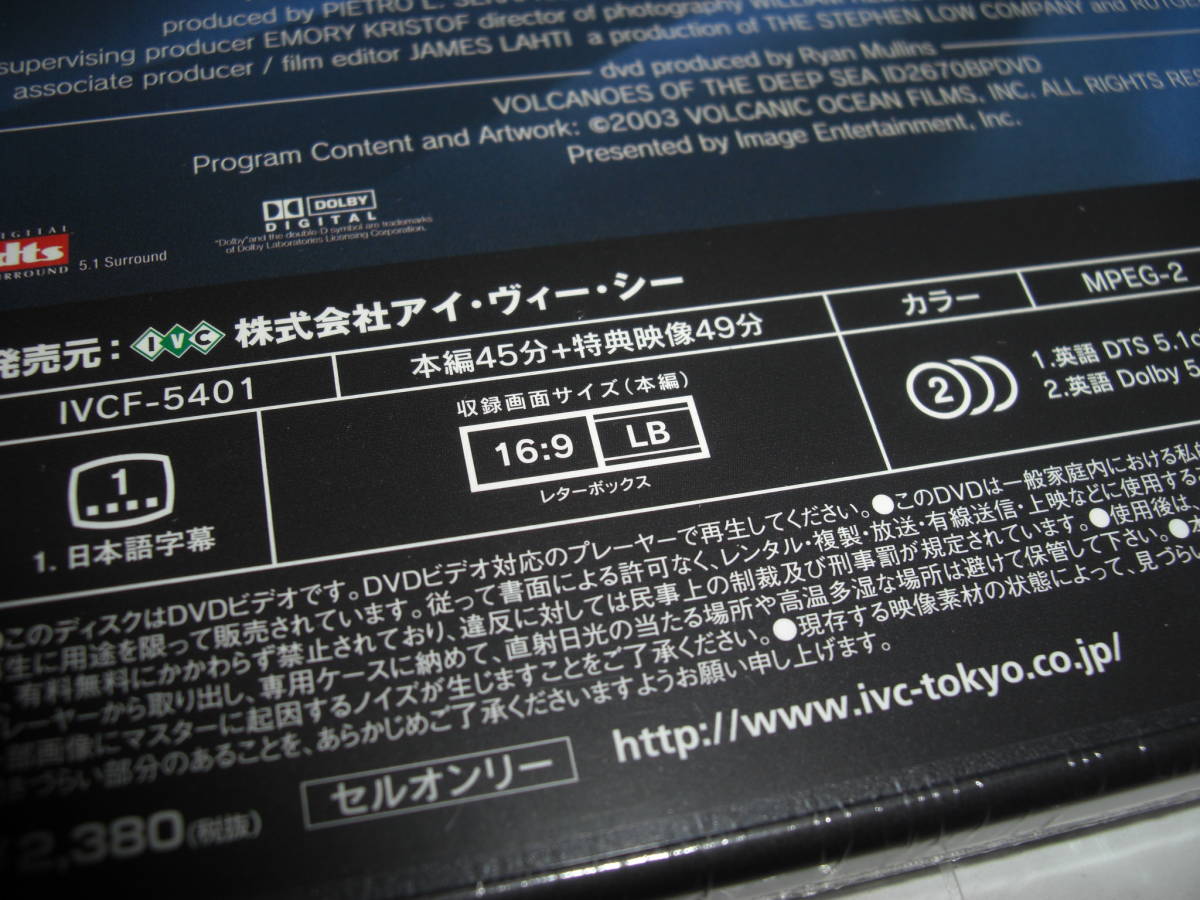 produced by PIETRO L.
supervising producer EMORY KRISTOF director of photography
associate producer / film editor JAMES LAHTI a production of THE STEPHEN LOW COMPANY and
dvd produced by Ryan Mullins
VOLCANOES OF THE DEEP SEA ID2670BPDVD
Program Content and Artwork: ©2003 VOLCANIC OCEAN FILMS, INC. ALL RIGHTS
Presented by Image Entertainment, Inc.
DOLBY
DIGITAL
"Dolby" and the double-D symbol are trademarks
of Dolby Laboratories Licensing Corporation.
dts
5.1 Surround
発売元: IVC 株式会社アイ・ヴィー・シー
IVCF-5401
本編45分+特典映像49分
カラー
MPEG-2
1
1. 日本語字幕
収録画面サイズ(本編)
16:9 LB
レターボックス
2
1.英語 DTS 5.1
2.英語 Dolby 5
このディスクはDVDビデオです。DVDビデオ対応のプレーヤーで再生してください。●このDVDは一般家庭内における私的
生に用途を限って販売されています。従って書面による許可なく、レンタル・複製・放送・有線送信・上映などに使用する
、有料無料にかかわらず禁止されており、違反に対しては民事上の制裁及び刑事罰が規定されています。●使用後は、
レーヤーから取り出し、専用ケースに納めて、直射日光の当たる場所や高温多湿な場所は避けて保管して下さい。●
部画像にマスターに起因するノイズが生じますことをご了承ください。●現存する映像素材の状態によって、見づら
まづらい部分のあることを、あらかじめご了承くださいますようお願い申し上げます。
http://www.ivc-tokyo.co.jp/
セルオンリー
¥2,380(税抜)